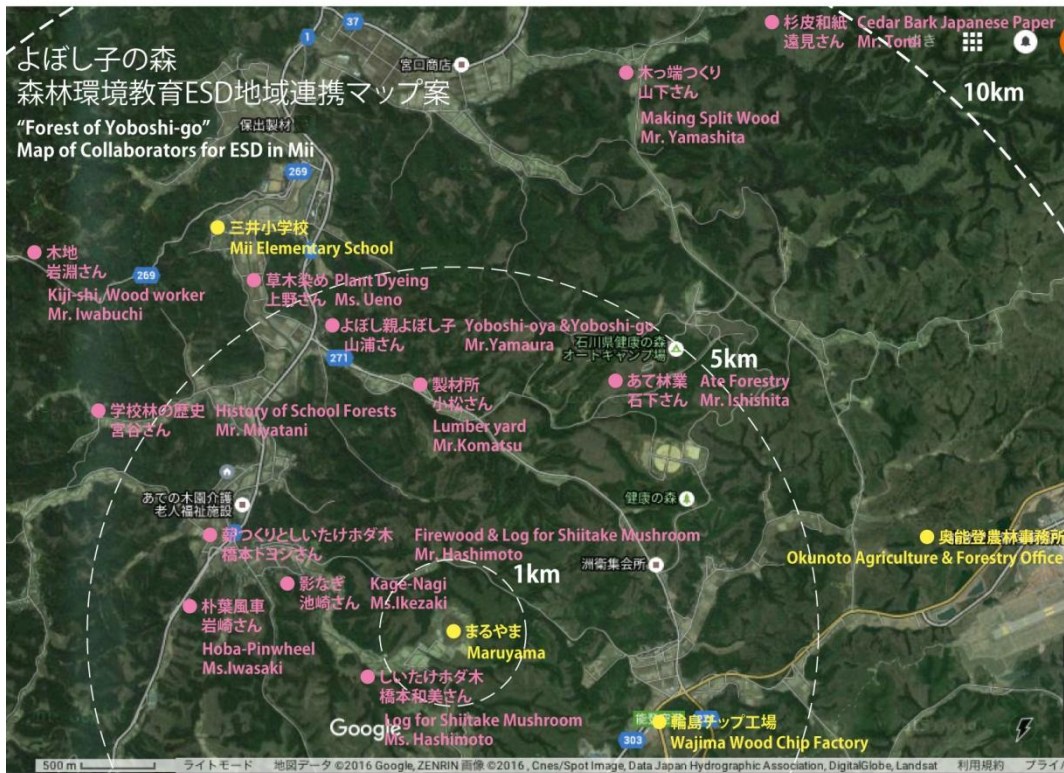 よぼし子の森
森林環境教育ESD地域連携マップ案
“Forest of Yoboshi-go”
Map of Collaborators for ESD in Mii
1
37
宮口商店
保出製材
269
杉皮和紙 Cedar Bark Japanese Paper
遠見さん Mr. Tomi
木っ端つくり
山下さん
Making Split Wood
Mr. Yamashita
10km
三井小学校
Mii Elementary School
木地
岩淵さん
Kiji-shi, Wood worker
Mr. Iwabuchi
269
草木染め Plant Dyeing
上野さん Ms. Ueno
よぼし親よぼし子 Yoboshi-oya &Yoboshi-go
山浦さん Mr.Yamaura
271
石川県健康の森
オートキャンプ場
5km
製材所
小松さん
Lumber yard
Mr.Komatsu
あて林業 Ate Forestry
石下さん Mr. Ishishita
学校林の歴史 History of School Forests
宮谷さん Mr. Miyatani
あての木園介護
老人福祉施設
健康の森
薪つくりとしいたけホダ木 Firewood & Log for Shiitake Mushroom
橋本トヨジさん Mr. Hashimoto
奥能登農林事務所
Okunoto Agriculture & Forestry Office
洲衛集会所
1km
影なぎ Kage-Nagi
池崎さん Ms.Ikezaki
朴葉風車
岩崎さん
Hoba-Pinwheel
Ms.Iwasaki
まるやま
Maruyama
しいたけホダ木
橋本和美さん
Log for Shiitake Mushroom
Ms. Hashimoto
Google
輪島チップ工場
Wajima Wood Chip Factory
303
500 m
ライトモード 地図データ ©2016 Google, ZENRIN 画像 ©2016 , Cnes/Spot Image, Data Japan Hydrographic Association, DigitalGlobe, Landsat 利用規約 プライ